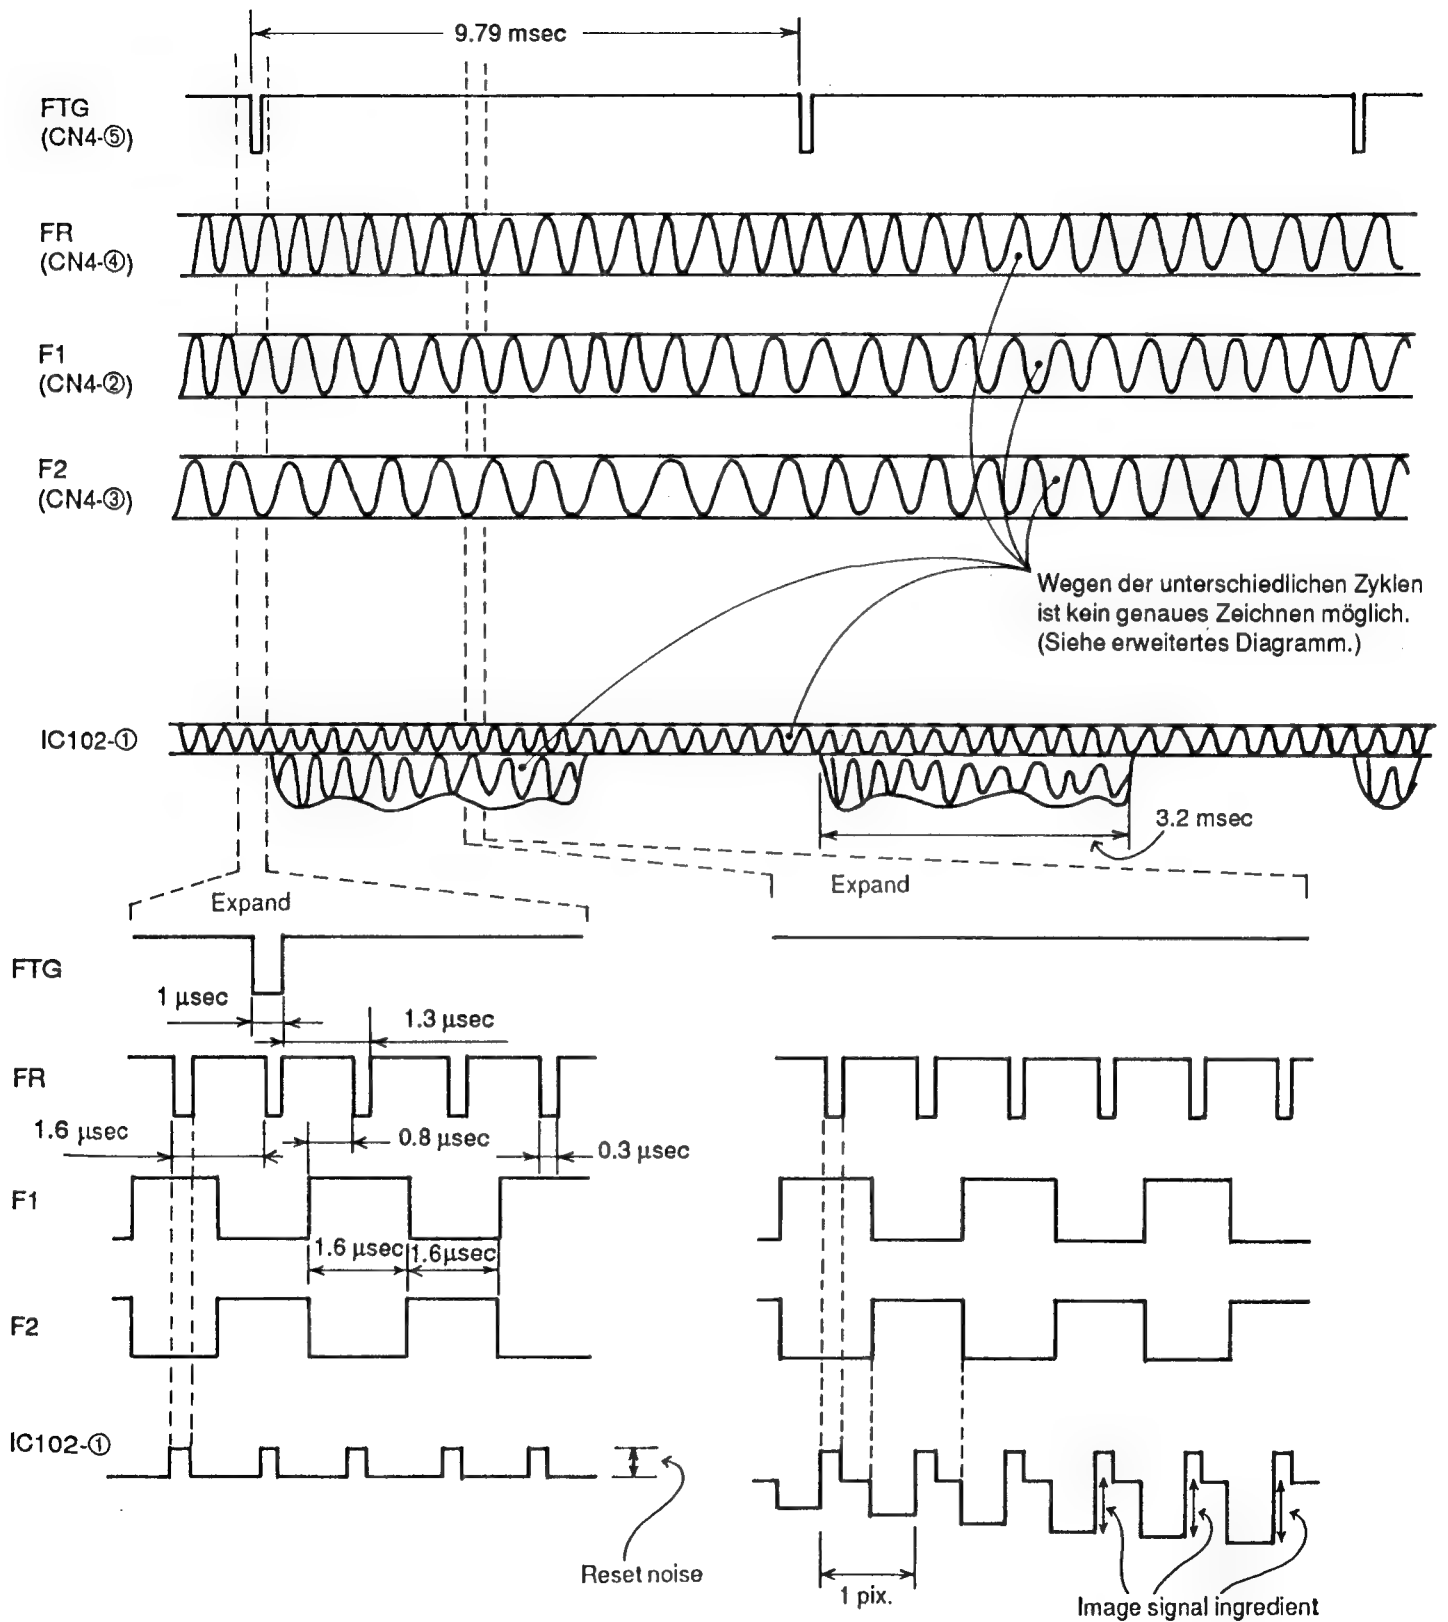 9.79 msec
FTG
(CN4-⑤)
FR
(CN4-④)
F1
(CN4-②)
F2
(CN4-③)
Wegen der unterschiedlichen Zyklen
ist kein genaues Zeichnen möglich.
(Siehe erweitertes Diagramm.)
IC102-①
3.2 msec
Expand
Expand
FTG
1 µsec
1.3 µsec
FR
1.6 µsec
0.8 µsec
0.3 µsec
F1
1.6 µsec
1.6µsec
F2
IC102-①
Reset noise
1 pix.
Image signal ingredient